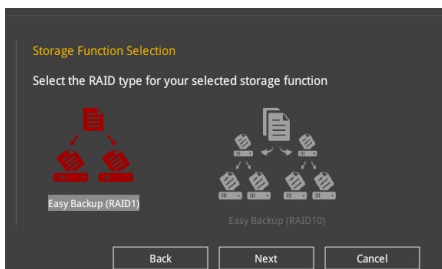 Storage Function Selection
Select the RAID type for your selected storage function
Easy Backup (RAID1)
Easy Backup (RAID10)
Back
Next
Cancel